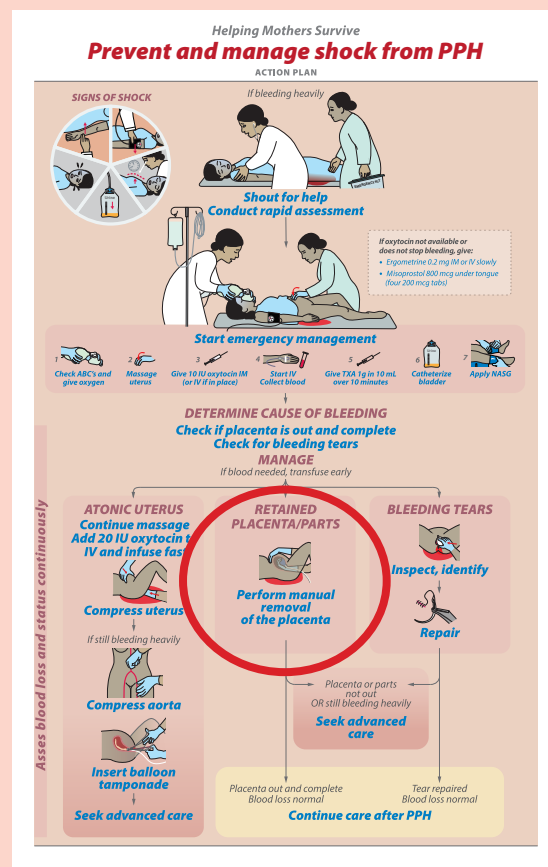 Helping Mothers Survive
Prevent and manage shock from PPH
ACTION PLAN
SIGNS OF SHOCK
If bleeding heavily
Shout for help
Conduct rapid assessment
If oxytocin not available or
does not stop bleeding, give:
• Ergometrine 0.2 mg IM or IV slowly
• Misoprostol 800 mcg under tongue
(four 200 mcg tabs)
Start emergency management
1
Check ABC's and
give oxygen
2
Massage
uterus
3
Give 10 IU oxytocin IM
(or IV if in place)
4
Start IV
Collect blood
5
Give TXA 1g in 10 mL
over 10 minutes
6
Catheterize
bladder
7
Apply NASG
DETERMINE CAUSE OF BLEEDING
Check if placenta is out and complete
Check for bleeding tears
MANAGE
If blood needed, transfuse early
Asses blood loss and status continuously
ATONIC UTERUS
Continue massage
Add 20 IU oxytocin t
IV and infuse fast
Compress uterus
If still bleeding heavily
Compress aorta
Insert balloon
tamponade
Seek advanced care
RETAINED
PLACENTA/PARTS
Perform manual
removal
of the placenta
BLEEDING TEARS
Inspect, identify
Repair
Placenta or parts
not out
OR still bleeding heavily
Seek advanced
care
Placenta out and complete
Blood loss normal
Tear repaired
Blood loss normal
Continue care after PPH